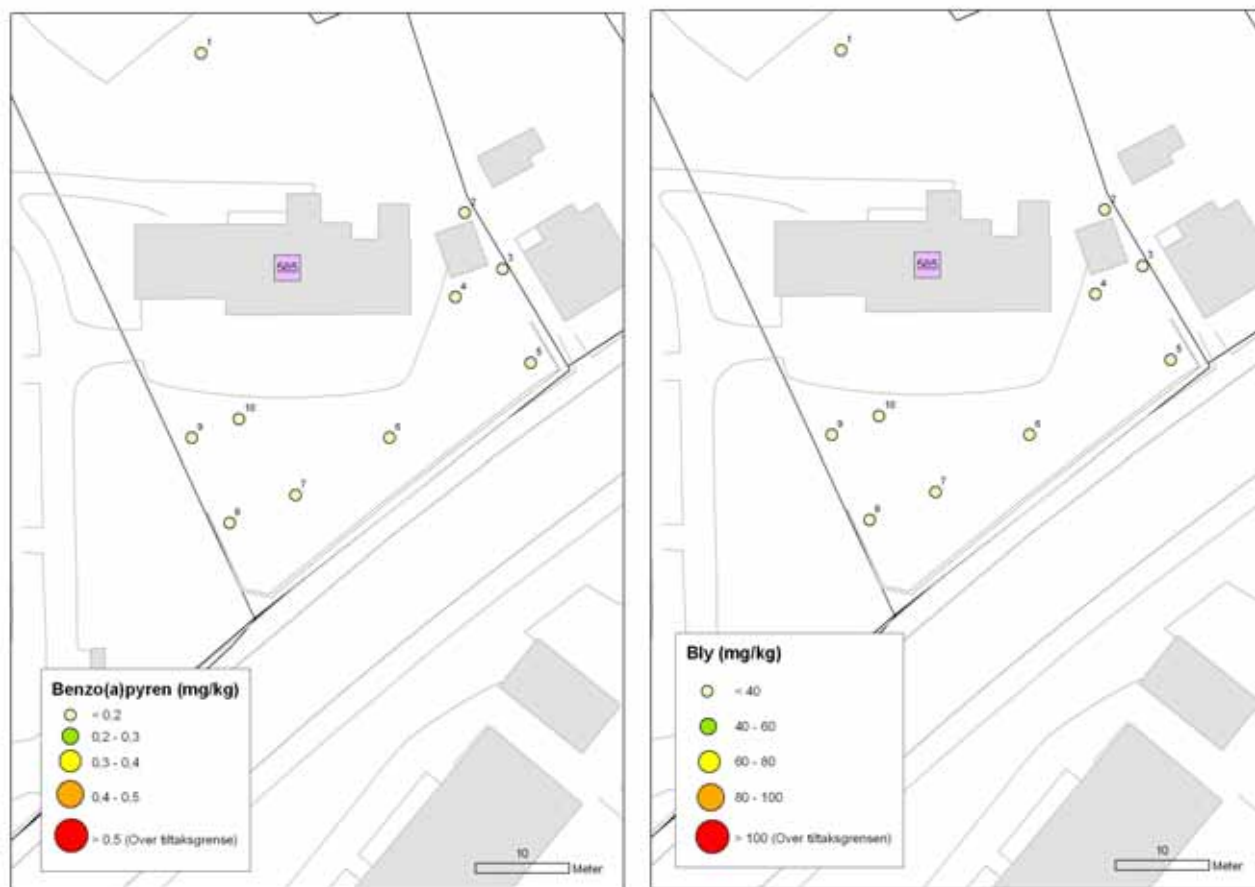 1
2
585
3
4
5
10
9
6
7
8
Benzo(a)pyren (mg/kg)
< 0.2
0,2 - 0,3
0,3 - 0,4
0,4 - 0,5
> 0.5 (Over tiltaksgrense)
10
Meter
1
2
585
3
4
5
10
9
6
7
8
Bly (mg/kg)
< 40
40 - 60
60 - 80
80 - 100
> 100 (Over tiltaksgrensen)
10
Meter